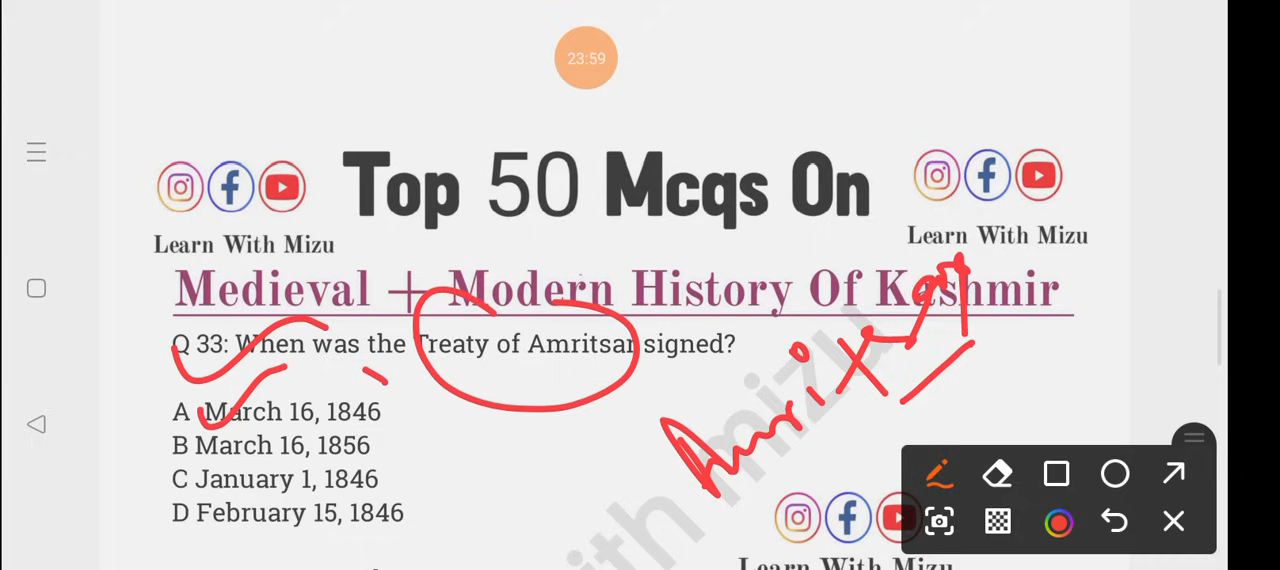 23:59
Top 50 Mcqs On
Learn With Mizu
Learn With Mizu
Medieval + Modern History Of Kashmir
Q 33: When was the Treaty of Amritsar signed?
Amritsar
A March 16, 1846
B March 16, 1856
C January 1, 1846
D February 15, 1846
ith mizu
Learn With Mizu